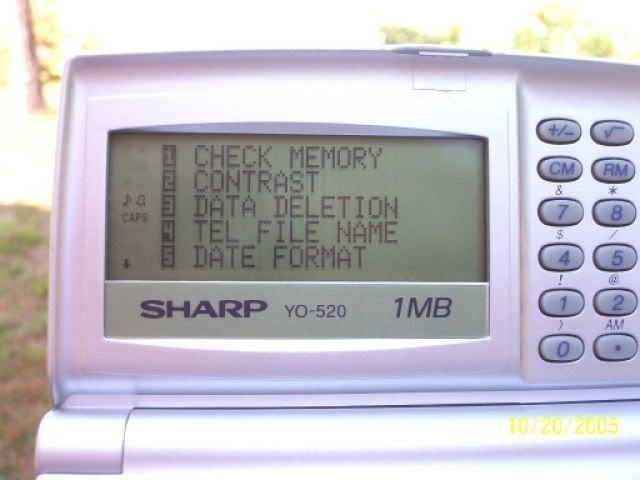 1 CHECK MEMORY
2 CONTRAST
3 DATA DELETION
4 TEL FILE NAME
5 DATE FORMAT
CAPS
SHARP YO-520 1MB
+/- √
CM RM
& *
7 8
$ /
4 5
! @
1 2
) AM
0 •
10/20/2005